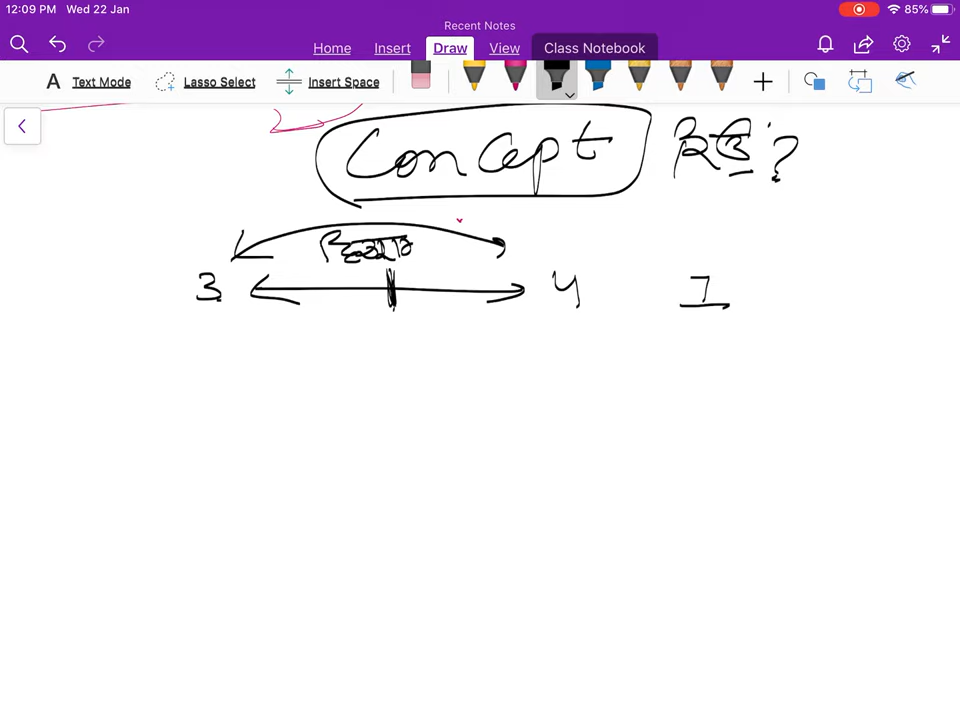 12:09 PM Wed 22 Jan
85%
Recent Notes
Home Insert Draw View Class Notebook
A Text Mode Lasso Select Insert Space
Concept
3 4 7